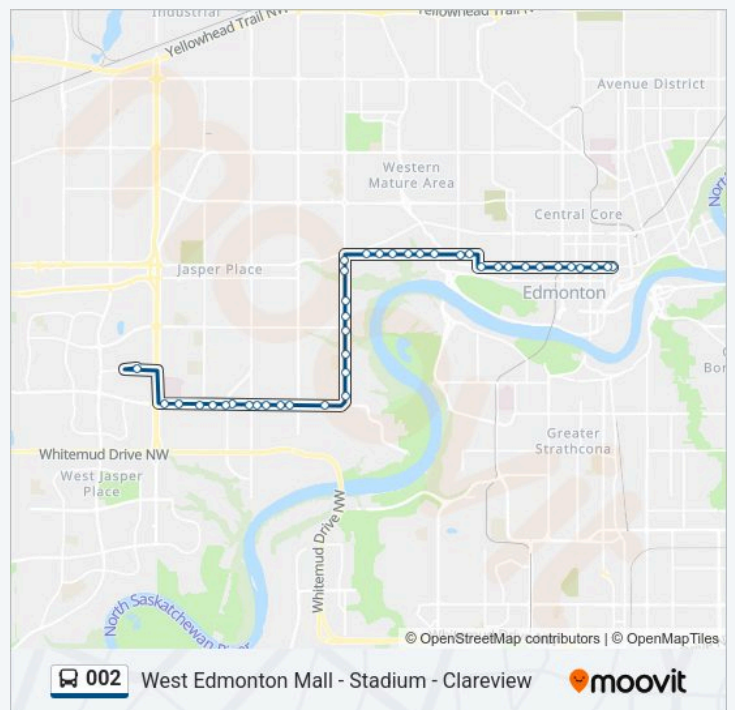 Industrial
Yellowhead Trail NW
Yellowhead Trail
Avenue District
Western
Mature Area
North
Central Core
Jasper Place
Edmonton
Greater
Strathcona
Whitemud Drive NW
West Jasper
Place
Whitemud Drive NW
North Saskatchewan River
© OpenStreetMap contributors | © OpenMapTiles
002 West Edmonton Mall - Stadium - Clareview moovit